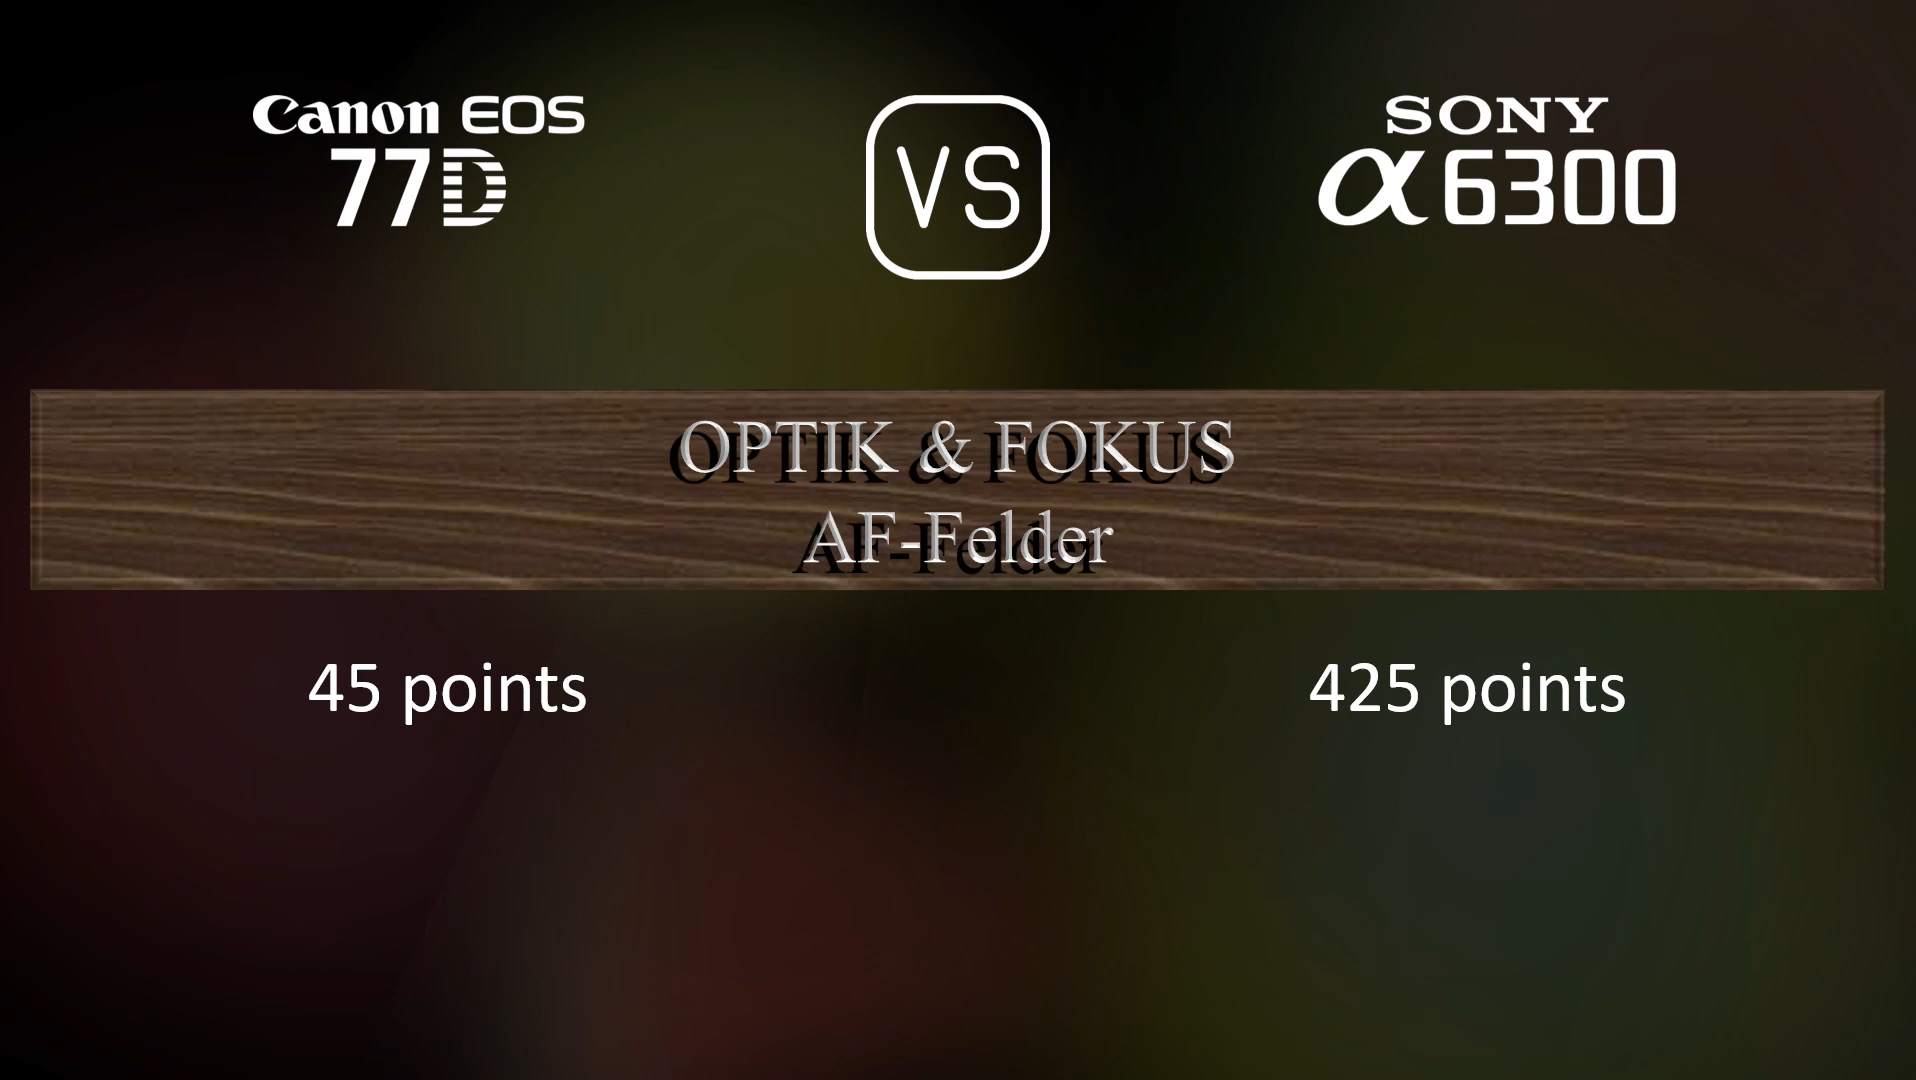 Canon EOS
77D
VS
SONY
α6300
OPTIK & FOKUS
AF-Felder
45 points
425 points